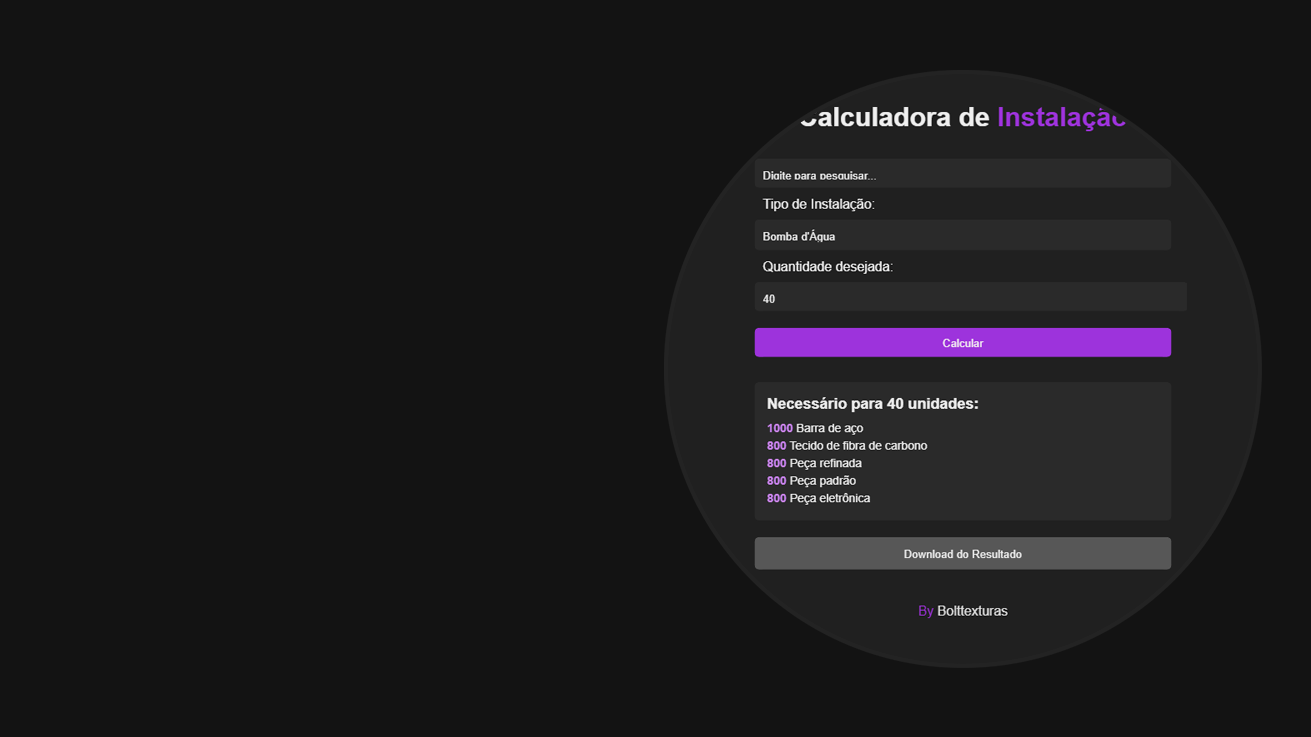 Calculadora de Instalação
Digite para pesquisar...
Tipo de Instalação:
Bomba d'Água
Quantidade desejada:
40
Calcular
Necessário para 40 unidades:
1000 Barra de aço
800 Tecido de fibra de carbono
800 Peça refinada
800 Peça padrão
800 Peça eletrônica
Download do Resultado
By Bolttexturas